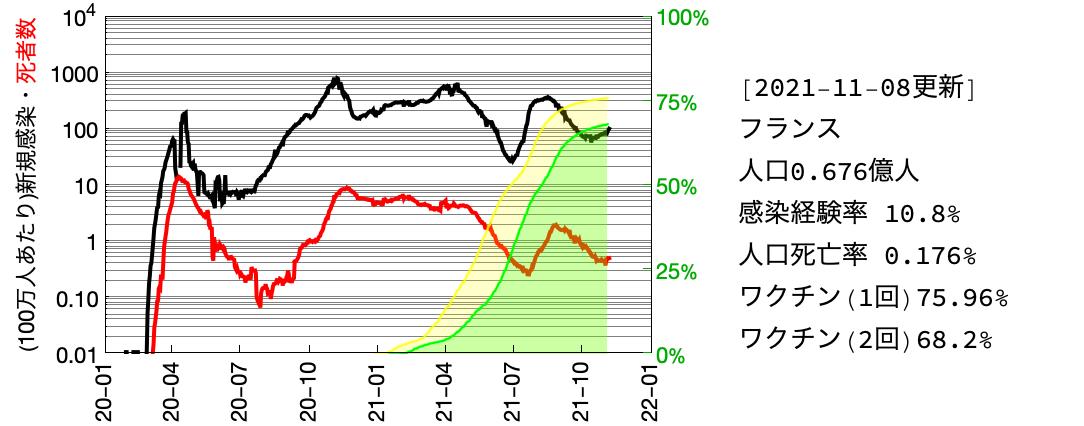 (100万人あたり)新規感染・死者数
10^4
1000
100
10
1
0.10
0.01
100%
75%
50%
25%
0%
20-01
20-04
20-07
20-10
21-01
21-04
21-07
21-10
22-01
[2021-11-08更新]
フランス
人口0.676億人
感染経験率 10.8%
人口死亡率 0.176%
ワクチン(1回)75.96%
ワクチン(2回)68.2%